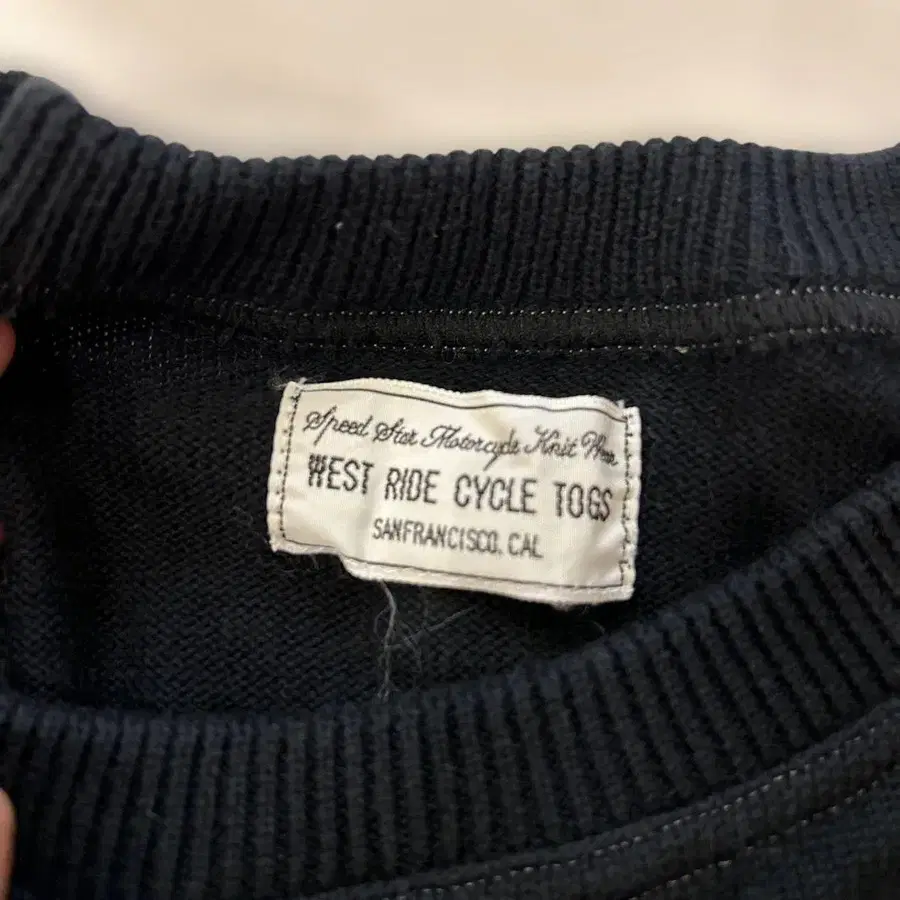 Speed Star Motorcycle Knit Wear
WEST RIDE CYCLE TOGS
SANFRANCISCO, CAL